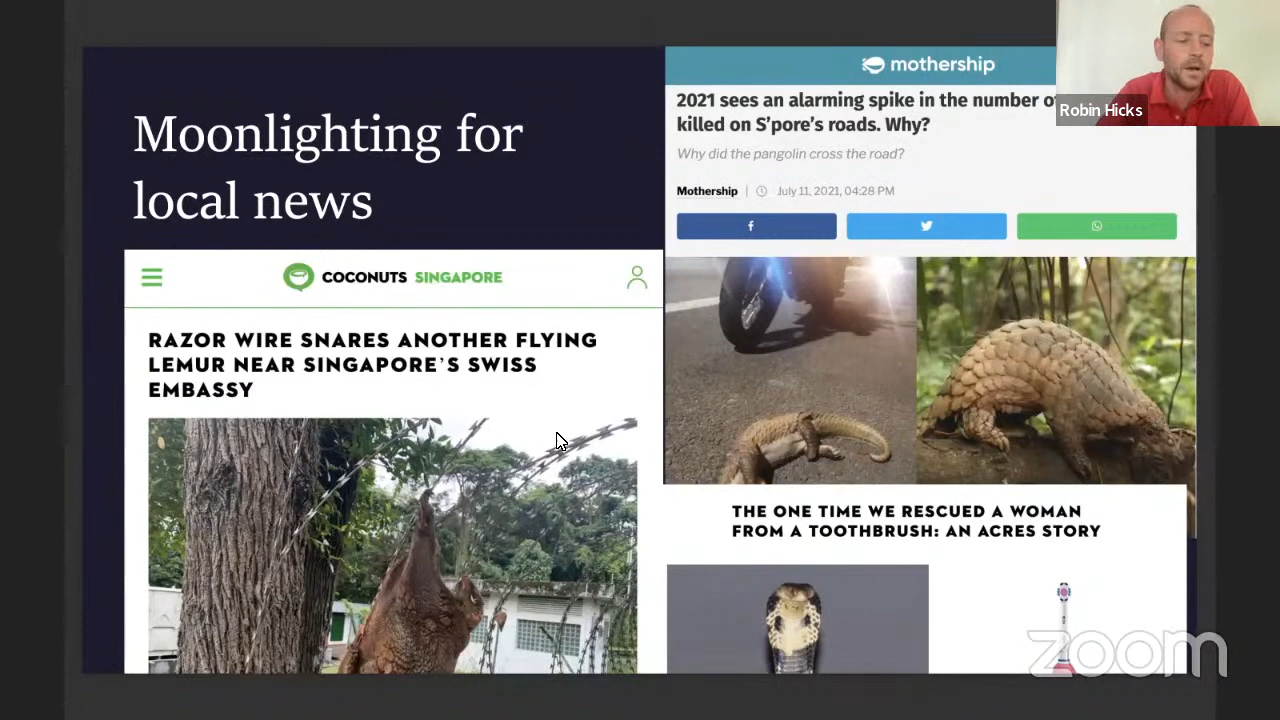 Moonlighting for
local news
COCONUTS SINGAPORE
RAZOR WIRE SNARES ANOTHER FLYING
LEMUR NEAR SINGAPORE’S SWISS
EMBASSY
mothership
2021 sees an alarming spike in the number of
killed on S’pore’s roads. Why?
Why did the pangolin cross the road?
Mothership | July 11, 2021, 04:28 PM
f
THE ONE TIME WE RESCUED A WOMAN
FROM A TOOTHBRUSH: AN ACRES STORY
Robin Hicks
zoom